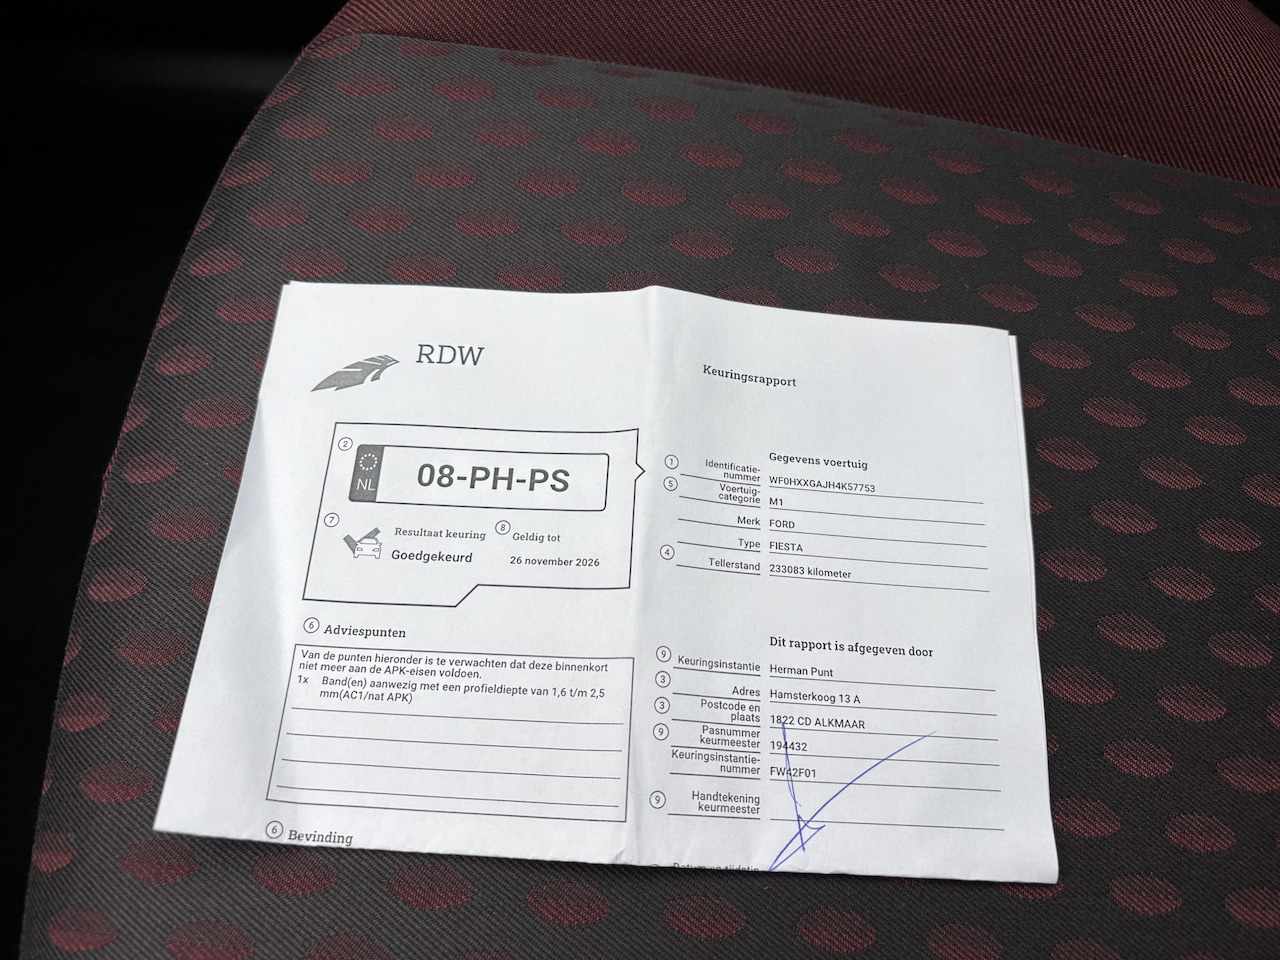 RDW
Keuringsrapport
2
NL
08-PH-PS
7
Resultaat keuring
Goedgekeurd
8
Geldig tot
26 november 2026
6 Adviespunten
Van de punten hieronder is te verwachten dat deze binnenkort
niet meer aan de APK-eisen voldoen.
1x Band(en) aanwezig met een profieldiepte van 1,6 t/m 2,5
mm(AC1/nat APK)
6 Bevinding
Gegevens voertuig
1 Identificatie-
nummer WF0HXXGAJH4K57753
5 Voertuig-
categorie M1
Merk FORD
Type FIESTA
4 Tellerstand 233083 kilometer
Dit rapport is afgegeven door
9 Keuringsinstantie Herman Punt
3 Adres Hamsterkoog 13 A
3 Postcode en
plaats 1822 CD ALKMAAR
9 Pasnummer
keurmeester 194432
Keuringsinstantie-
nummer FW42F01
9 Handtekening
keurmeester